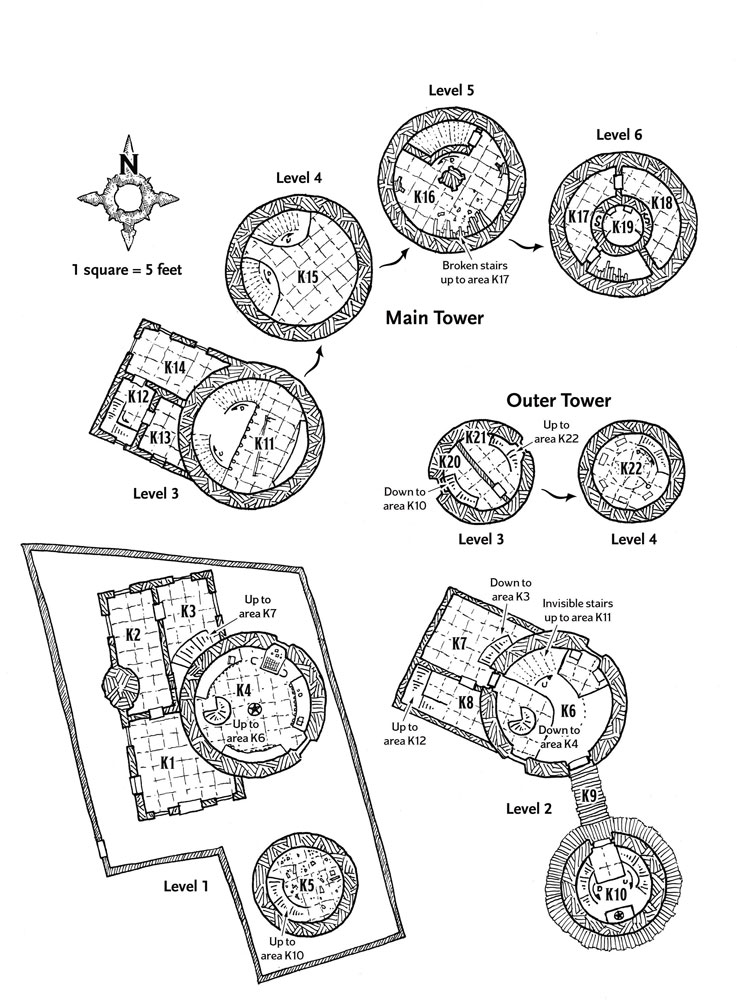 Level 5
Level 6
N
Level 4
K16
K17
K18
K19
1 square = 5 feet
K15
Broken stairs
up to area K17
Main Tower
K14
K12
K13
K11
Level 3
Outer Tower
Up to
area K22
K21
K20
K22
Down to
area K10
Level 3
Level 4
Down to
area K3
Up to
area K7
Invisible stairs
up to area K11
K3
K2
K7
K4
K8
K6
Up to
area K6
Down to
area K4
Up to
area K12
K1
K9
Level 2
Level 1
K5
K10
Up to
area K10